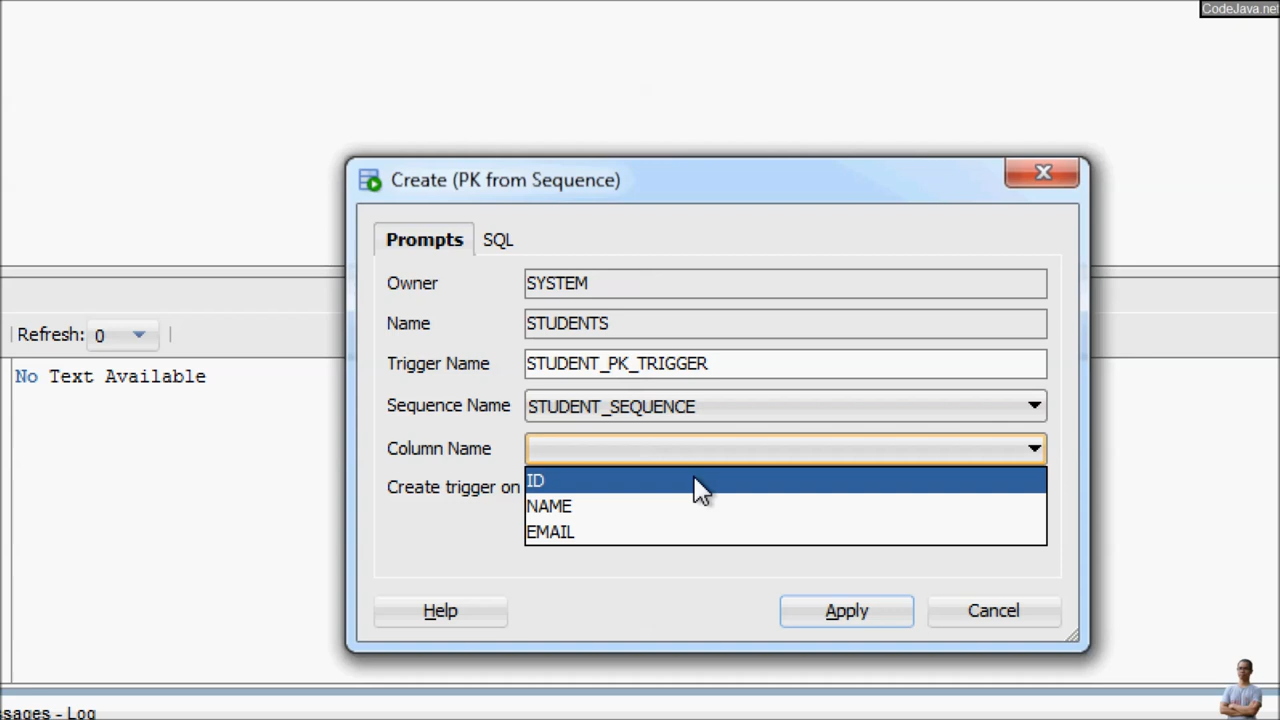 CodeJava.net
Create (PK from Sequence)
Prompts SQL
Owner SYSTEM
Name STUDENTS
Refresh: 0
Trigger Name STUDENT_PK_TRIGGER
No Text Available
Sequence Name STUDENT_SEQUENCE
Column Name
ID
Create trigger on
NAME
EMAIL
Help Apply Cancel
ssages - Log